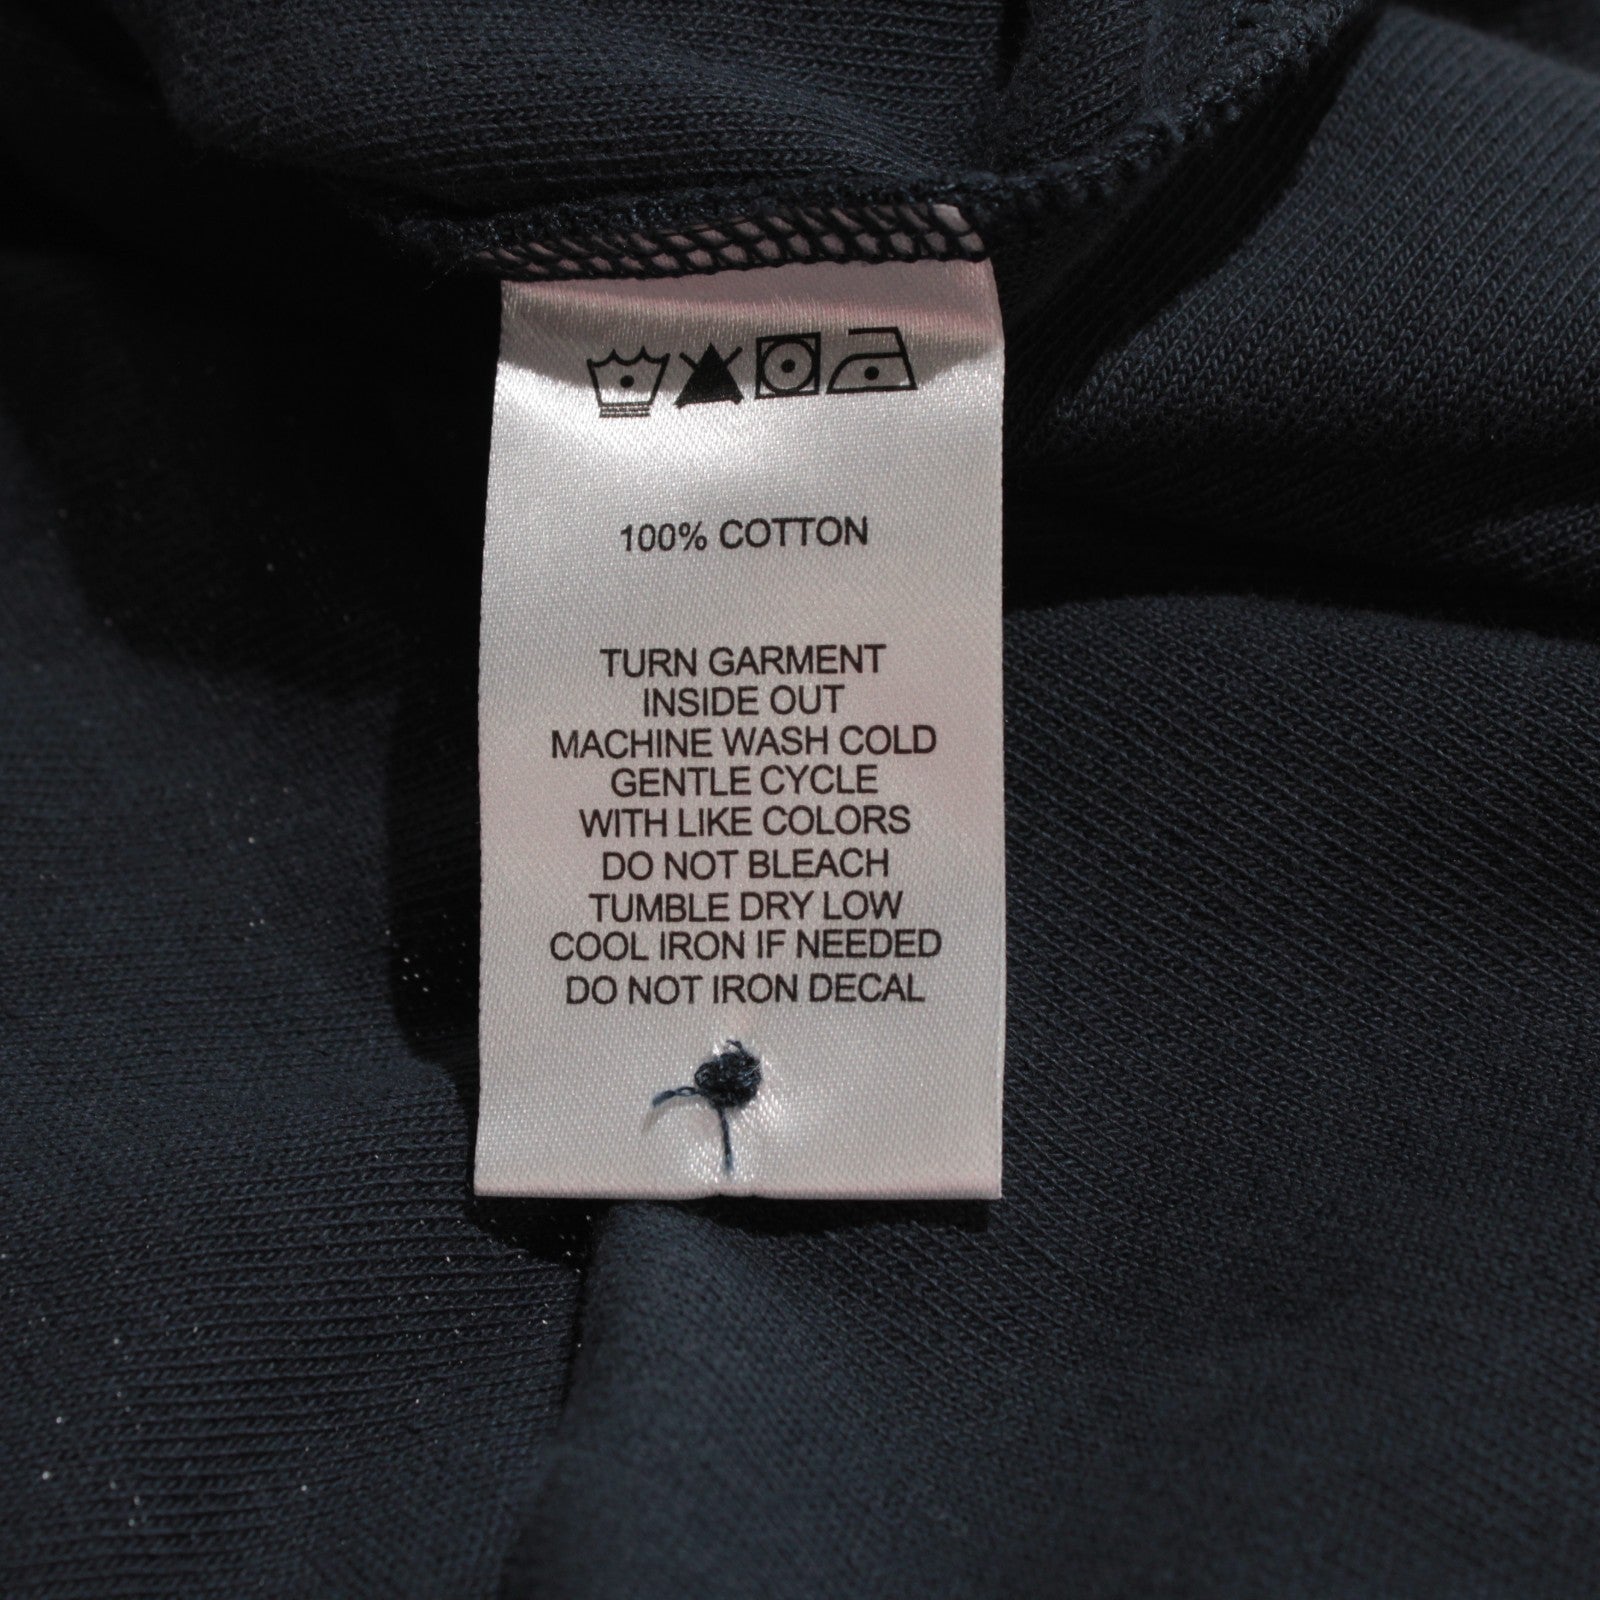 100% COTTON
TURN GARMENT
INSIDE OUT
MACHINE WASH COLD
GENTLE CYCLE
WITH LIKE COLORS
DO NOT BLEACH
TUMBLE DRY LOW
COOL IRON IF NEEDED
DO NOT IRON DECAL